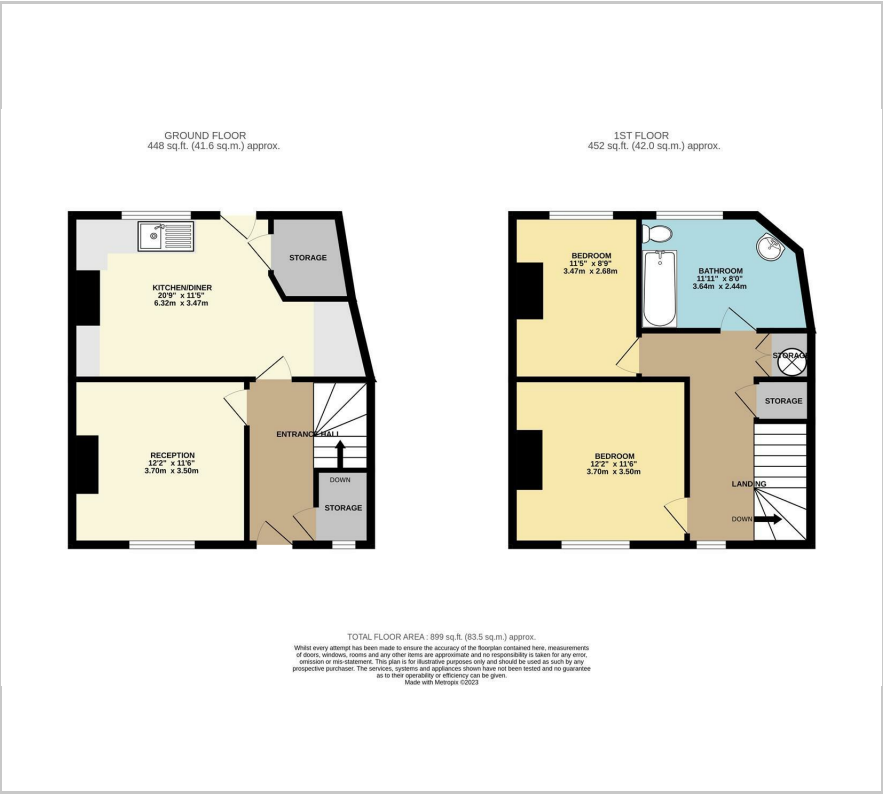 GROUND FLOOR
448 sq.ft. (41.6 sq.m.) approx.
STORAGE
KITCHEN/DINER
20'9" x 11'5"
6.32m x 3.47m
ENTRANCE HALL
RECEPTION
12'2" x 11'6"
3.70m x 3.50m
DOWN
STORAGE
1ST FLOOR
452 sq.ft. (42.0 sq.m.) approx.
BEDROOM
11'5" x 8'9"
3.47m x 2.68m
BATHROOM
11'11" x 8'0"
3.64m x 2.44m
STORAGE
STORAGE
BEDROOM
12'2" x 11'6"
3.70m x 3.50m
LANDING
DOWN
TOTAL FLOOR AREA : 899 sq.ft. (83.5 sq.m.) approx.
Whilst every attempt has been made to ensure the accuracy of the floorplan contained here, measurements
of doors, windows, rooms and any other items are approximate and no responsibility is taken for any error,
omission or mis-statement. This plan is for illustrative purposes only and should be used as such by any
prospective purchaser. The services, systems and appliances shown have not been tested and no guarantee
as to their operability or efficiency can be given.
Made with Metropix ©2023